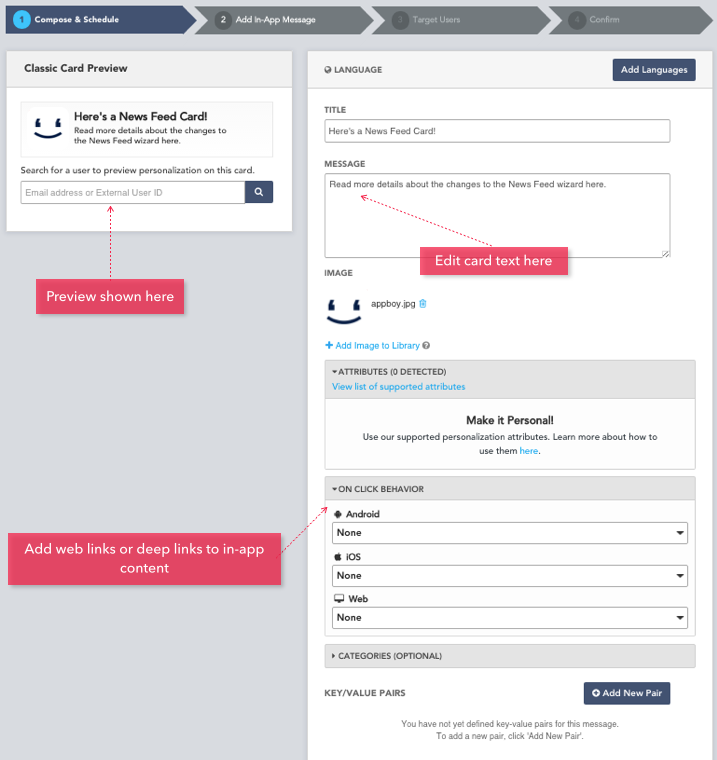 1 Compose & Schedule
2 Add In-App Message
3 Target Users
4 Confirm
Classic Card Preview
Here's a News Feed Card!
Read more details about the changes to
the News Feed wizard here.
Search for a user to preview personalization on this card.
Email address or External User ID
Preview shown here
LANGUAGE
Add Languages
TITLE
Here's a News Feed Card!
MESSAGE
Read more details about the changes to the News Feed wizard here.
Edit card text here
IMAGE
appboy.jpg
Add Image to Library
ATTRIBUTES (0 DETECTED)
View list of supported attributes
Make it Personal!
Use our supported personalization attributes. Learn more about how to
use them here.
ON CLICK BEHAVIOR
Add web links or deep links to in-app
content
Android
None
iOS
None
Web
None
CATEGORIES (OPTIONAL)
KEY/VALUE PAIRS
Add New Pair
You have not yet defined key-value pairs for this message.
To add a new pair, click 'Add New Pair'.